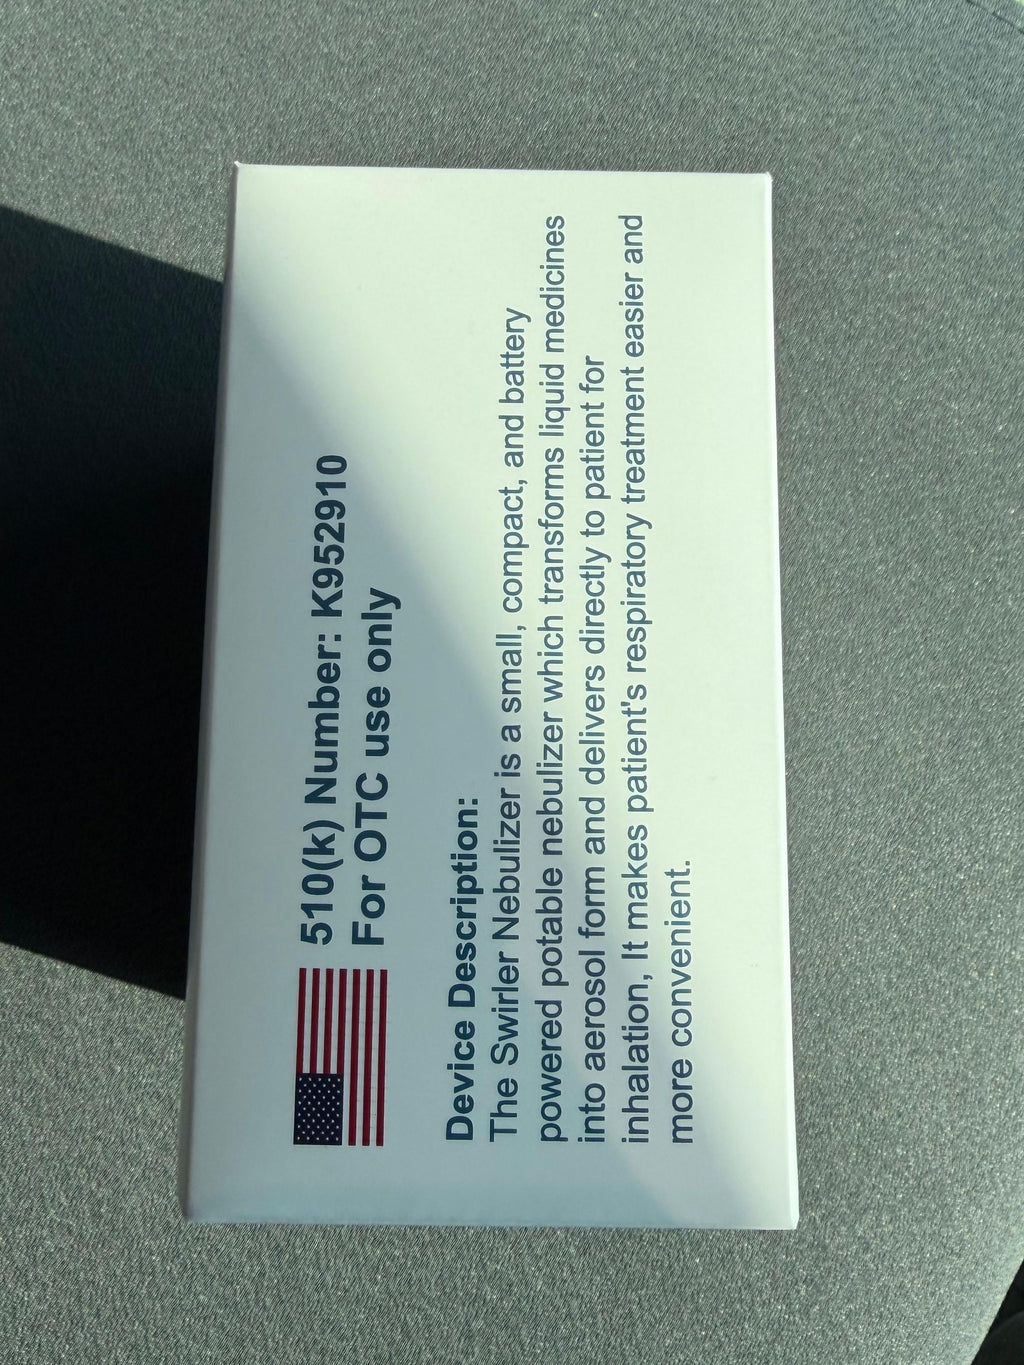 510(k) Number: K952910
For OTC use only
Device Description:
The Swirler Nebulizer is a small, compact, and battery
powered potable nebulizer which transforms liquid medicines
into aerosol form and delivers directly to patient for
inhalation, It makes patient's respiratory treatment easier and
more convenient.